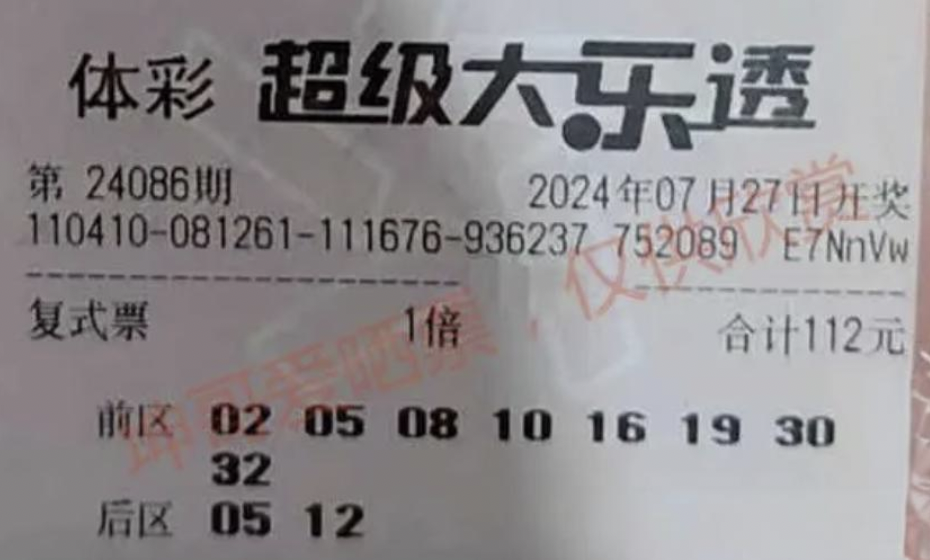 体彩 超级大乐透
第 24086期 2024年07月27日开奖
110410-081261-111676-936237 752089 E7NnVw
复式票 1倍 合计112元
前区 02 05 08 10 16 19 30
32
后区 05 12
坤哥爱晒票，仅供欣赏